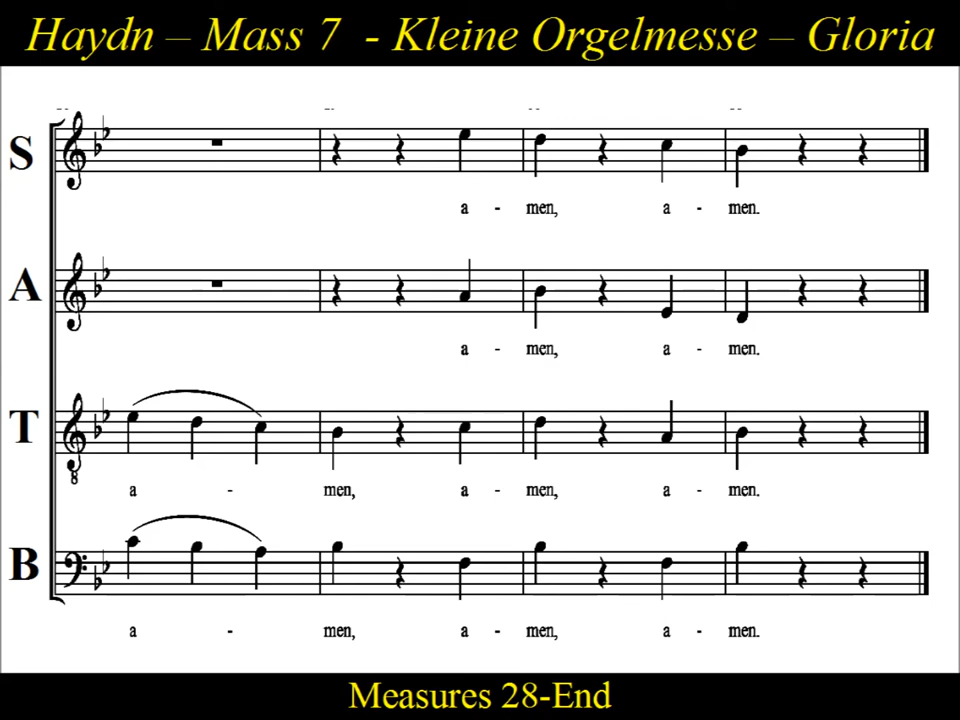 Haydn – Mass 7 - Kleine Orgelmesse – Gloria
S
a - men, a - men.
A
a - men, a - men.
T
8
a - men, a - men, a - men.
B
a - men, a - men, a - men.
Measures 28-End